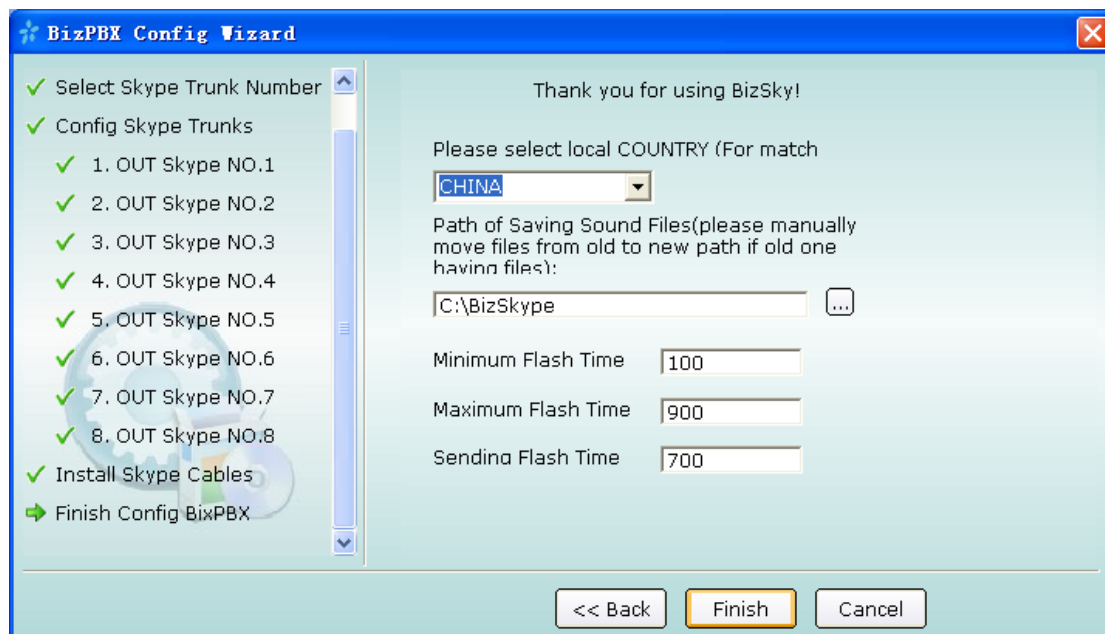 BizPBX Config Wizard
Select Skype Trunk Number
Config Skype Trunks
1. OUT Skype NO.1
2. OUT Skype NO.2
3. OUT Skype NO.3
4. OUT Skype NO.4
5. OUT Skype NO.5
6. OUT Skype NO.6
7. OUT Skype NO.7
8. OUT Skype NO.8
Install Skype Cables
Finish Config BixPBX
Thank you for using BizSky!
Please select local COUNTRY (For match
CHINA
Path of Saving Sound Files(please manually
move files from old to new path if old one
having files):
C:\BizSkype
...
Minimum Flash Time
100
Maximum Flash Time
900
Sending Flash Time
700
<< Back
Finish
Cancel